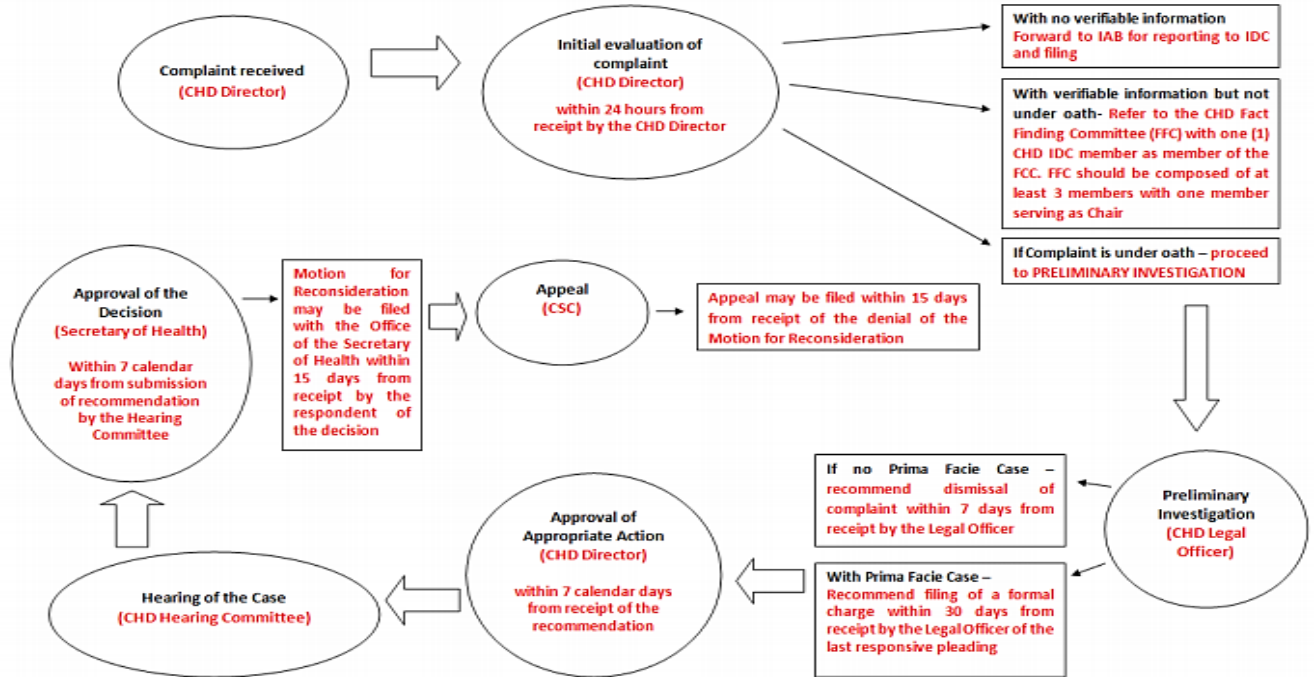 Complaint received
(CHD Director)
Initial evaluation of
complaint
(CHD Director)
within 24 hours from
receipt by the CHD Director
With no verifiable information
Forward to IAB for reporting to IDC
and filing
With verifiable information but not
under oath- Refer to the CHD Fact
Finding Committee (FFC) with one (1)
CHD IDC member as member of the
FCC. FFC should be composed of at
least 3 members with one member
serving as Chair
If Complaint is under oath – proceed
to PRELIMINARY INVESTIGATION
Approval of the
Decision
(Secretary of Health)
Within 7 calendar
days from submission
of recommendation
by the Hearing
Committee
Motion for
Reconsideration
may be filed
with the Office
of the Secretary
of Health within
15 days from
receipt by the
respondent of
the decision
Appeal
(CSC)
Appeal may be filed within 15 days
from receipt of the denial of the
Motion for Reconsideration
Preliminary
Investigation
(CHD Legal
Officer)
If no Prima Facie Case –
recommend dismissal of
complaint within 7 days from
receipt by the Legal Officer
With Prima Facie Case –
Recommend filing of a formal
charge within 30 days from
receipt by the Legal Officer of the
last responsive pleading
Approval of
Appropriate Action
(CHD Director)
within 7 calendar days
from receipt of the
recommendation
Hearing of the Case
(CHD Hearing Committee)